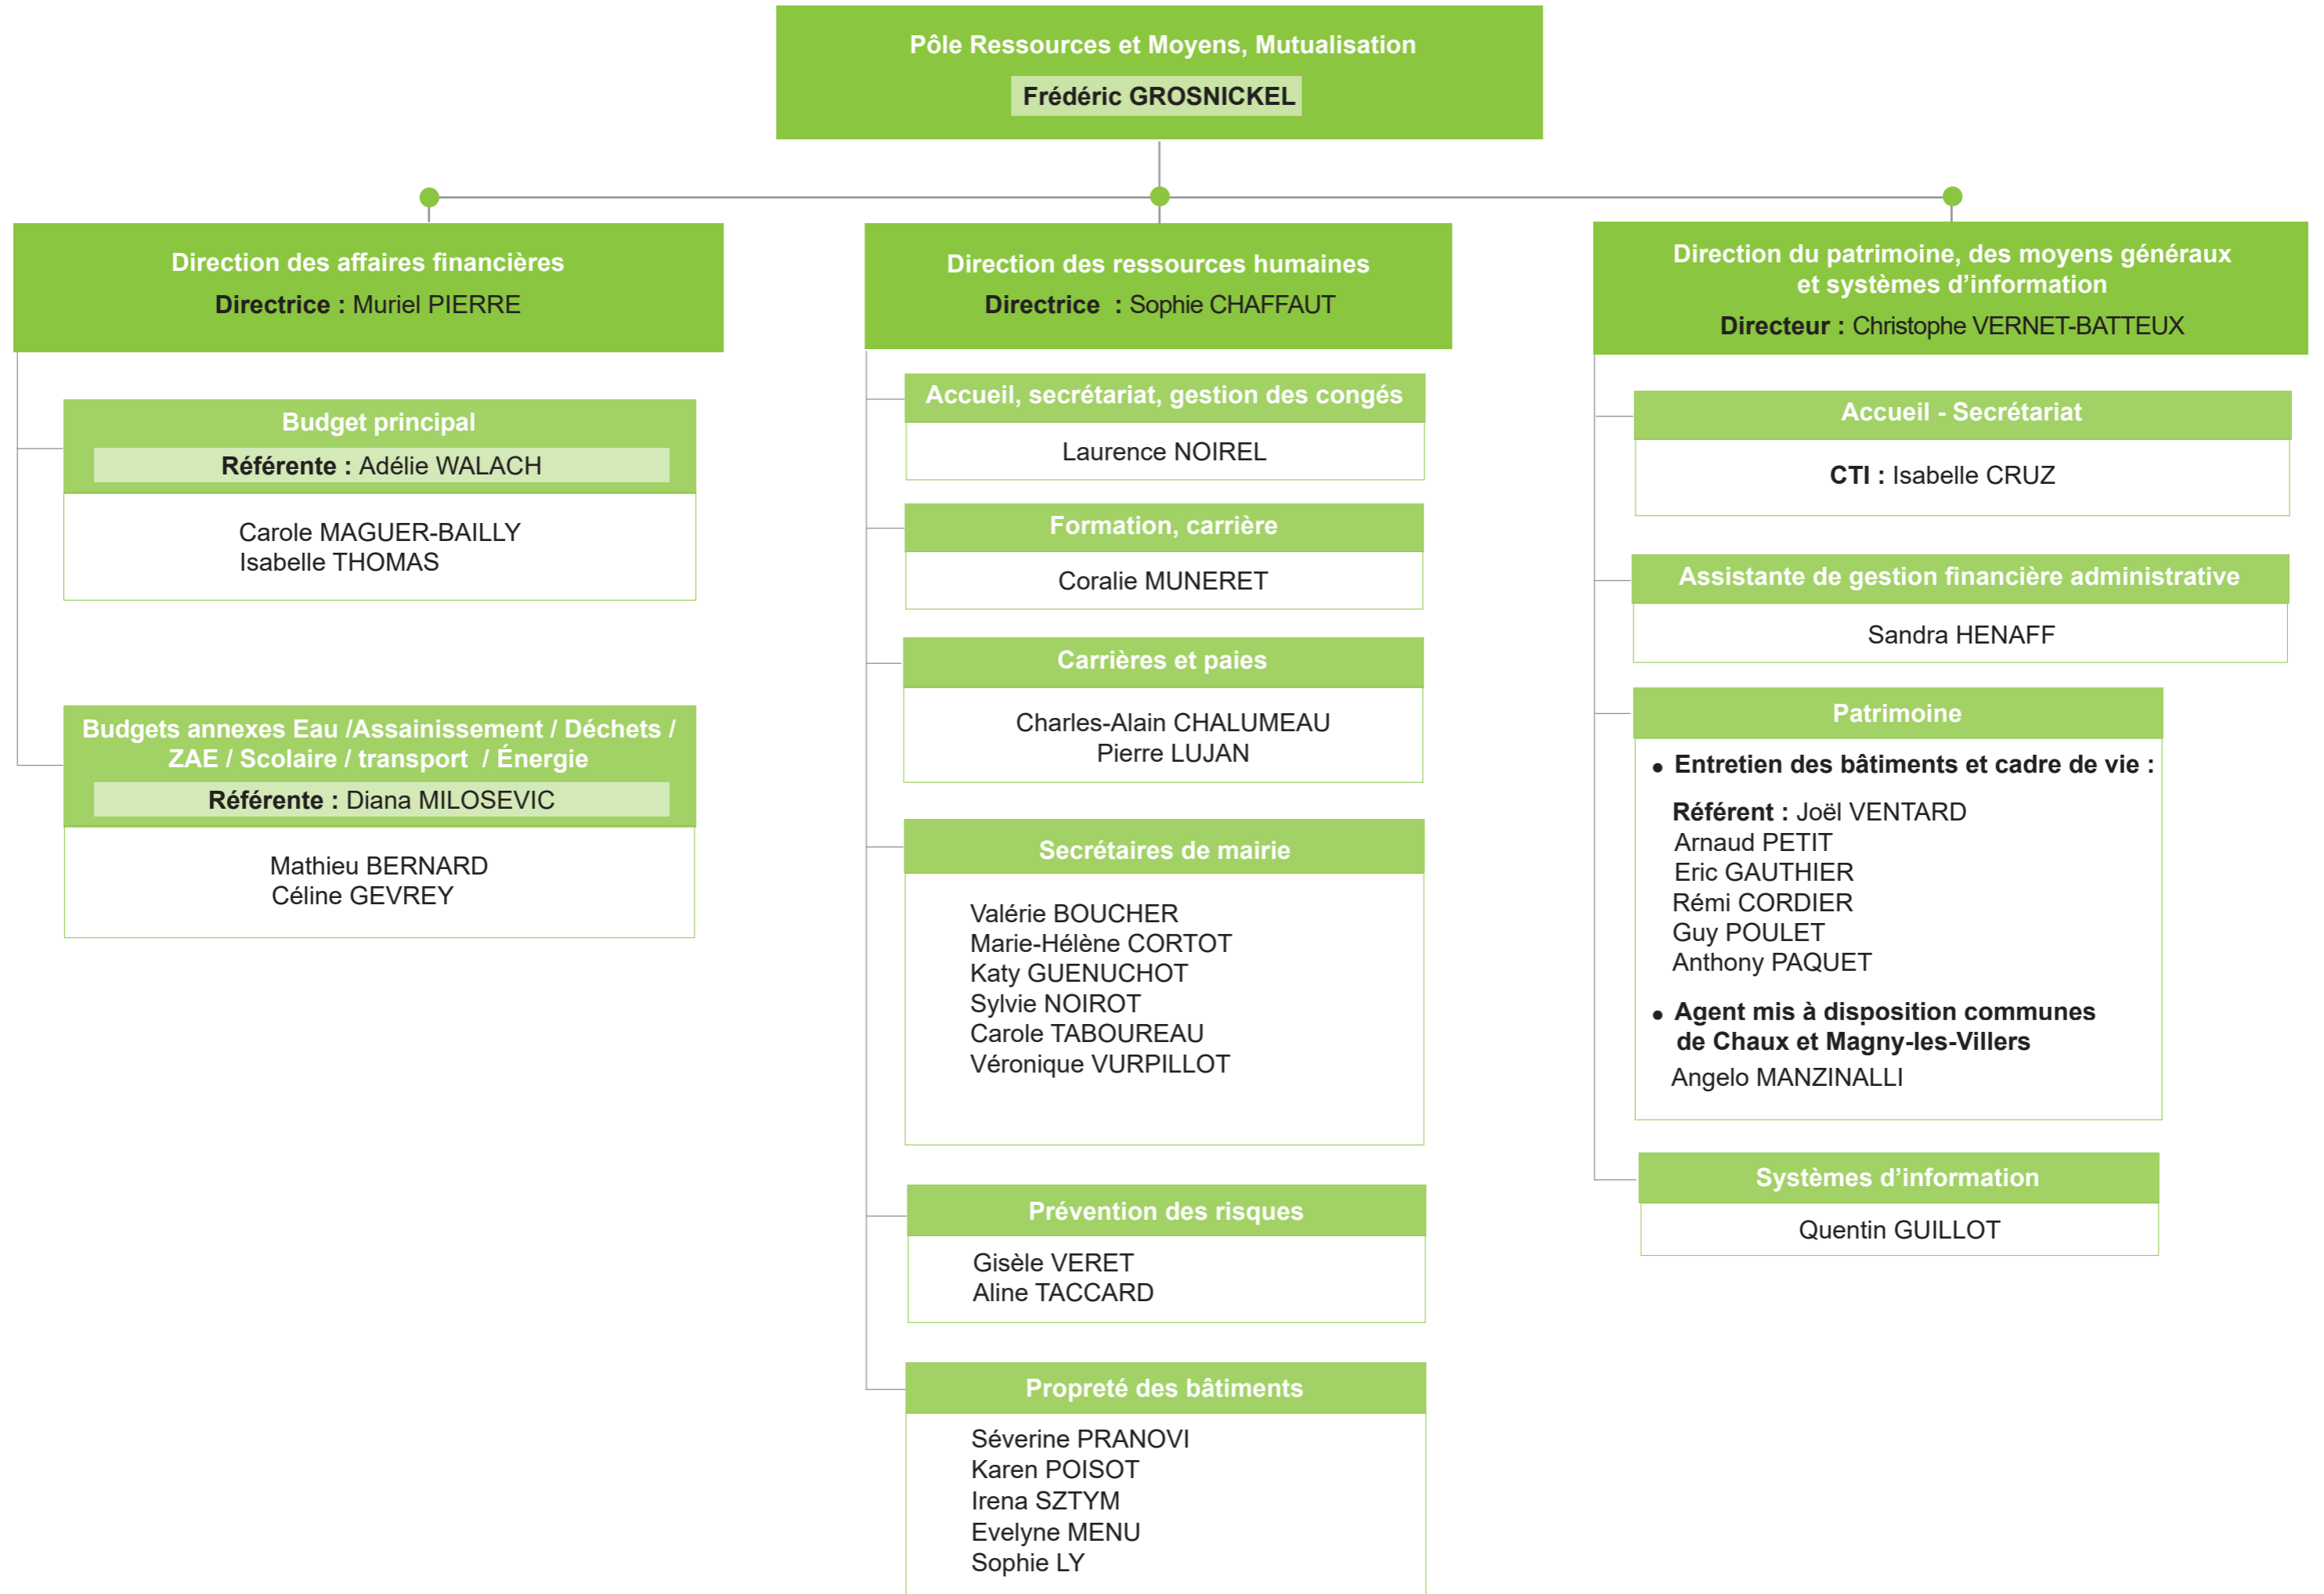 Pôle Ressources et Moyens, Mutualisation
Frédéric GROSNICKEL
Direction des affaires financières
Directrice : Muriel PIERRE
Budget principal
Référente : Adélie WALACH
Carole MAGUER-BAILLY
Isabelle THOMAS
Budgets annexes Eau /Assainissement / Déchets /
ZAE / Scolaire / transport / Énergie
Référente : Diana MILOSEVIC
Mathieu BERNARD
Céline GEVREY
Direction des ressources humaines
Directrice : Sophie CHAFFAUT
Accueil, secrétariat, gestion des congés
Laurence NOIREL
Formation, carrière
Coralie MUNERET
Carrières et paies
Charles-Alain CHALUMEAU
Pierre LUJAN
Secrétaires de mairie
Valérie BOUCHER
Marie-Hélène CORTOT
Katy GUENUCHOT
Sylvie NOIROT
Carole TABOUREAU
Véronique VURPILLOT
Prévention des risques
Gisèle VERET
Aline TACCARD
Propreté des bâtiments
Séverine PRANOVI
Karen POISOT
Irena SZTYM
Evelyne MENU
Sophie LY
Direction du patrimoine, des moyens généraux
et systèmes d’information
Directeur : Christophe VERNET-BATTEUX
Accueil - Secrétariat
CTI : Isabelle CRUZ
Assistante de gestion financière administrative
Sandra HENAFF
Patrimoine
• Entretien des bâtiments et cadre de vie :
Référent : Joël VENTARD
Arnaud PETIT
Eric GAUTHIER
Rémi CORDIER
Guy POULET
Anthony PAQUET
• Agent mis à disposition communes
de Chaux et Magny-les-Villers
Angelo MANZINALLI
Systèmes d’information
Quentin GUILLOT